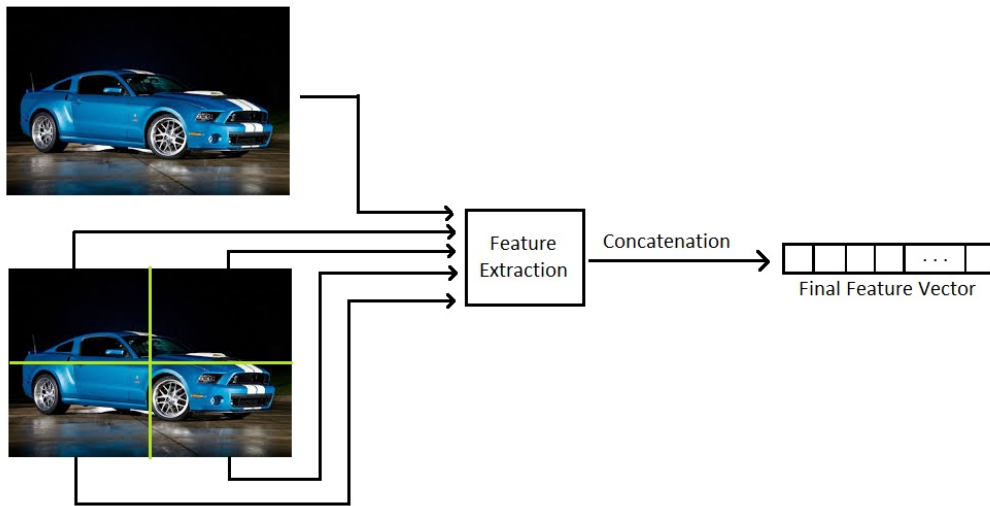 Feature
Extraction
Concatenation
. . .
Final Feature Vector